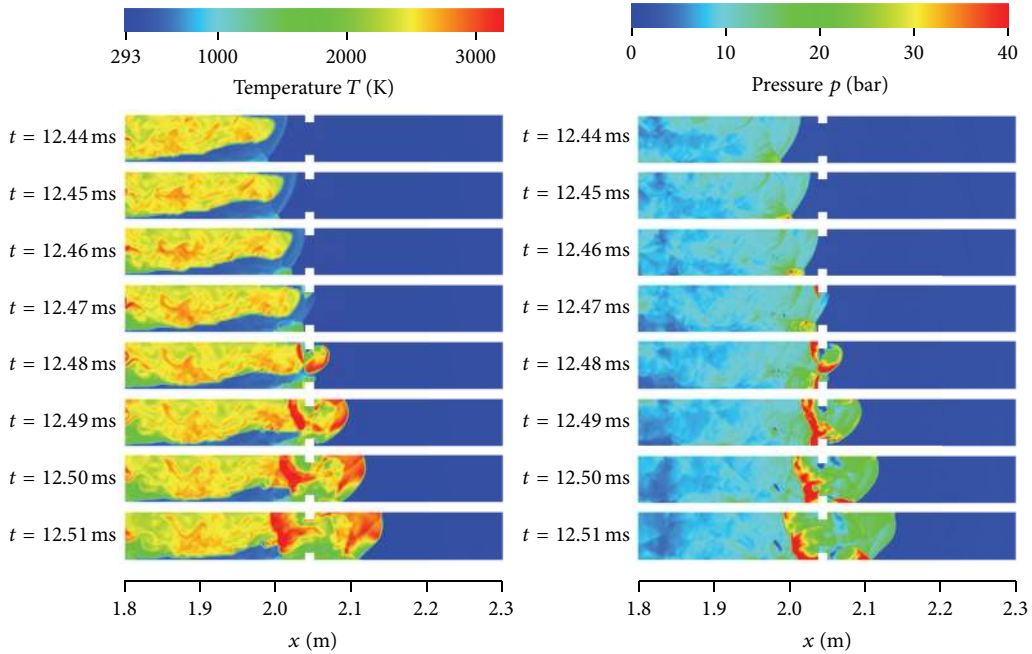 293 1000 2000 3000
Temperature T (K)
t = 12.44 ms
t = 12.45 ms
t = 12.46 ms
t = 12.47 ms
t = 12.48 ms
t = 12.49 ms
t = 12.50 ms
t = 12.51 ms
1.8 1.9 2.0 2.1 2.2 2.3
x (m)
0 10 20 30 40
Pressure p (bar)
t = 12.44 ms
t = 12.45 ms
t = 12.46 ms
t = 12.47 ms
t = 12.48 ms
t = 12.49 ms
t = 12.50 ms
t = 12.51 ms
1.8 1.9 2.0 2.1 2.2 2.3
x (m)